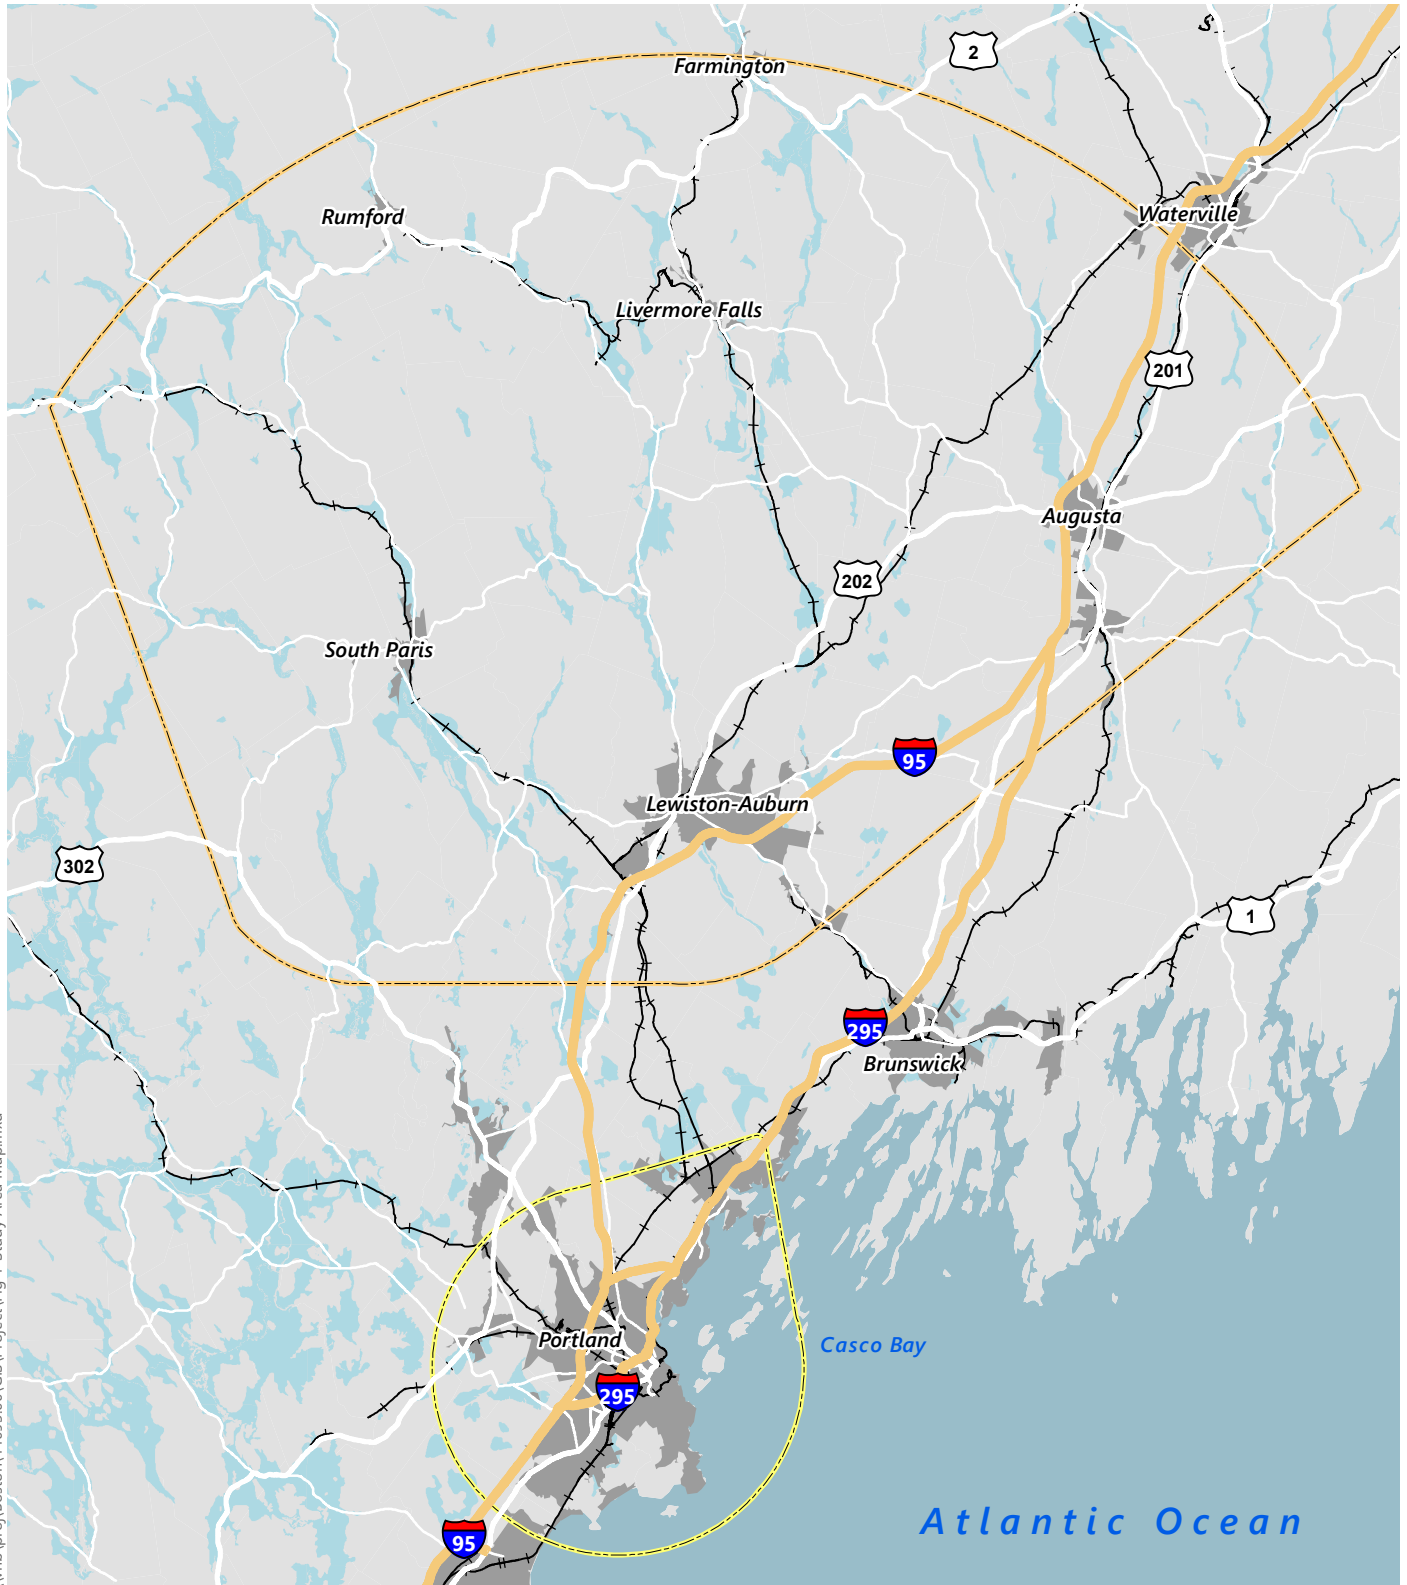 2
Farmington
Waterville
Rumford
Livermore Falls
201
Augusta
202
South Paris
95
Lewiston-Auburn
302
1
295
Brunswick
Portland
Casco Bay
295
Atlantic Ocean
95